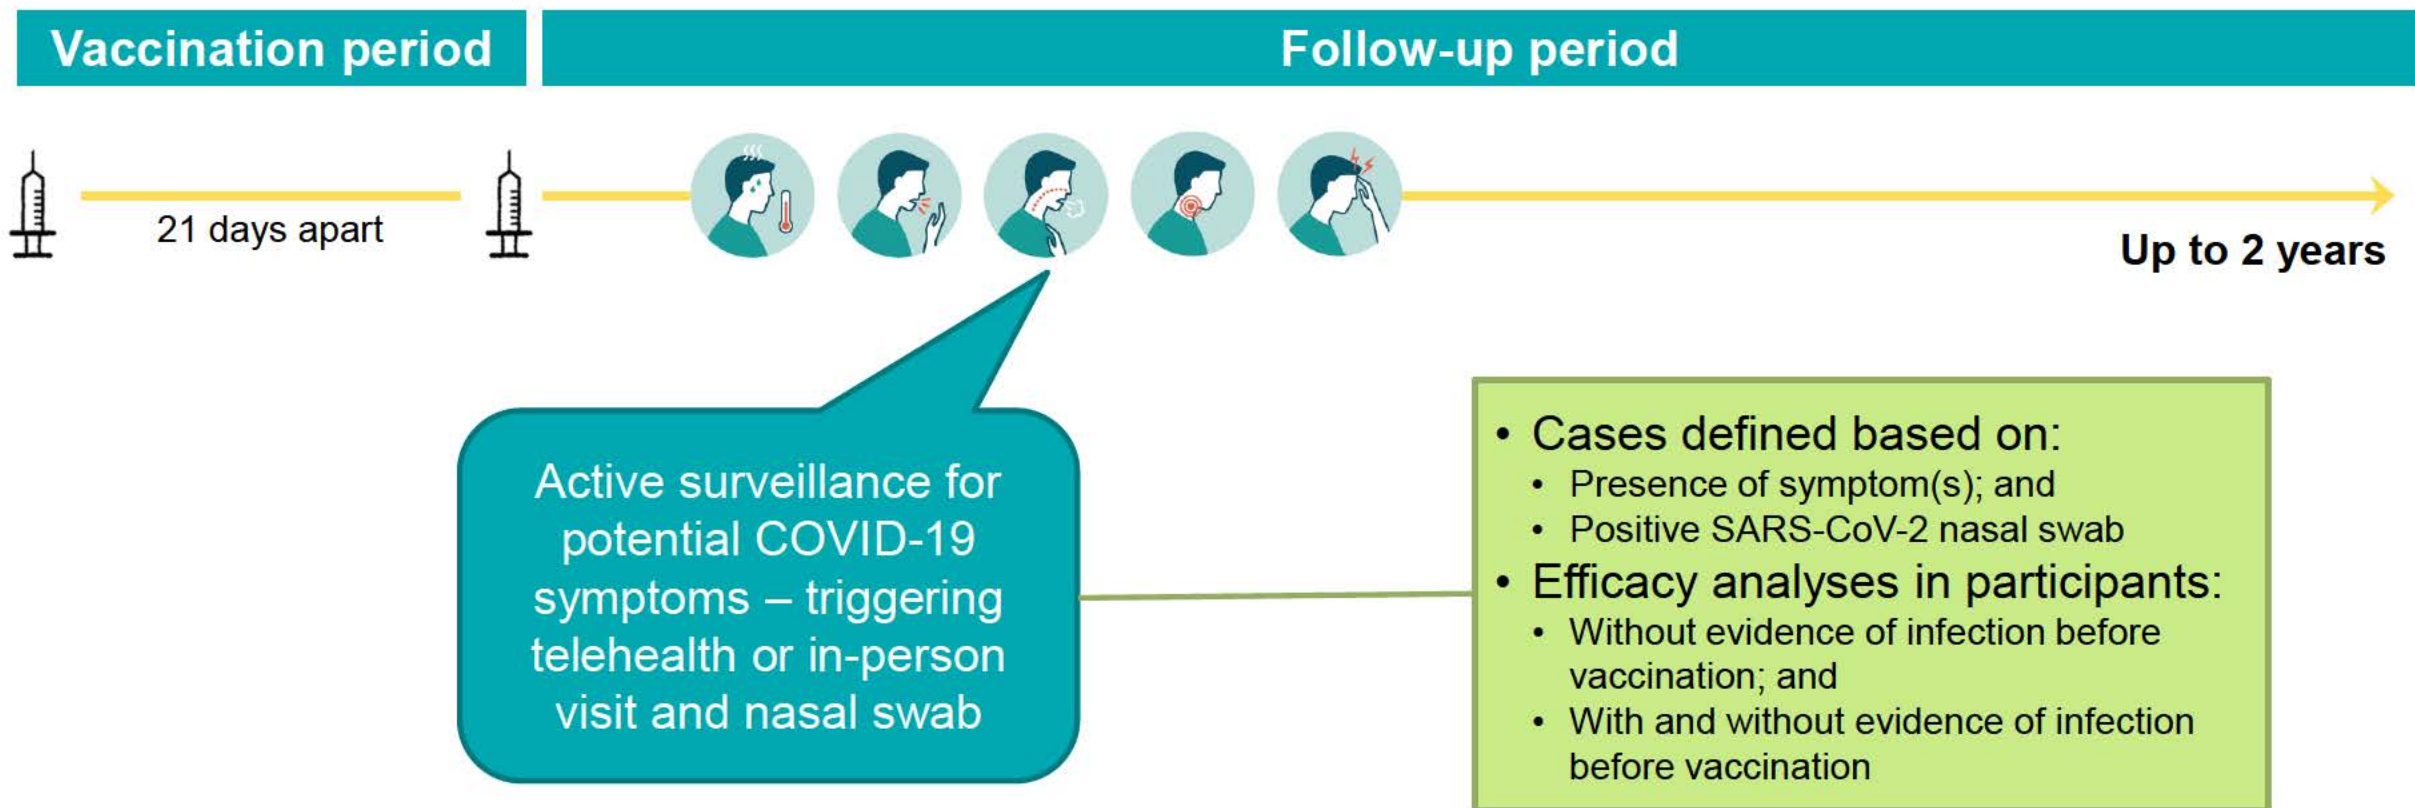 Vaccination period
Follow-up period
21 days apart
Up to 2 years
Active surveillance for
potential COVID-19
symptoms – triggering
telehealth or in-person
visit and nasal swab
• Cases defined based on:
• Presence of symptom(s); and
• Positive SARS-CoV-2 nasal swab
• Efficacy analyses in participants:
• Without evidence of infection before
vaccination; and
• With and without evidence of infection
before vaccination